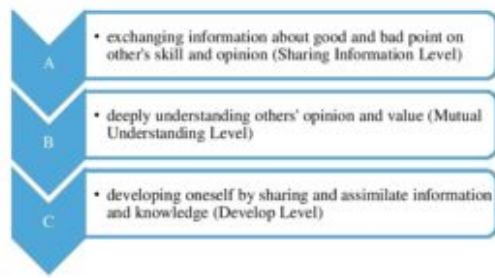 A
• exchanging information about good and bad point on
other's skill and opinion (Sharing Information Level)
B
• deeply understanding others' opinion and value (Mutual
Understanding Level)
C
• developing oneself by sharing and assimilate information
and knowledge (Develop Level)